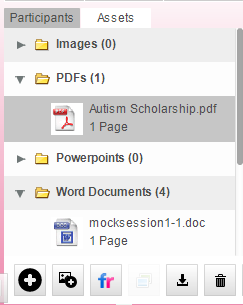 Participants Assets
Images (0)
PDFs (1)
Autism Scholarship.pdf
1 Page
Powerpoints (0)
Word Documents (4)
mocksession1-1.doc
1 Page
fr